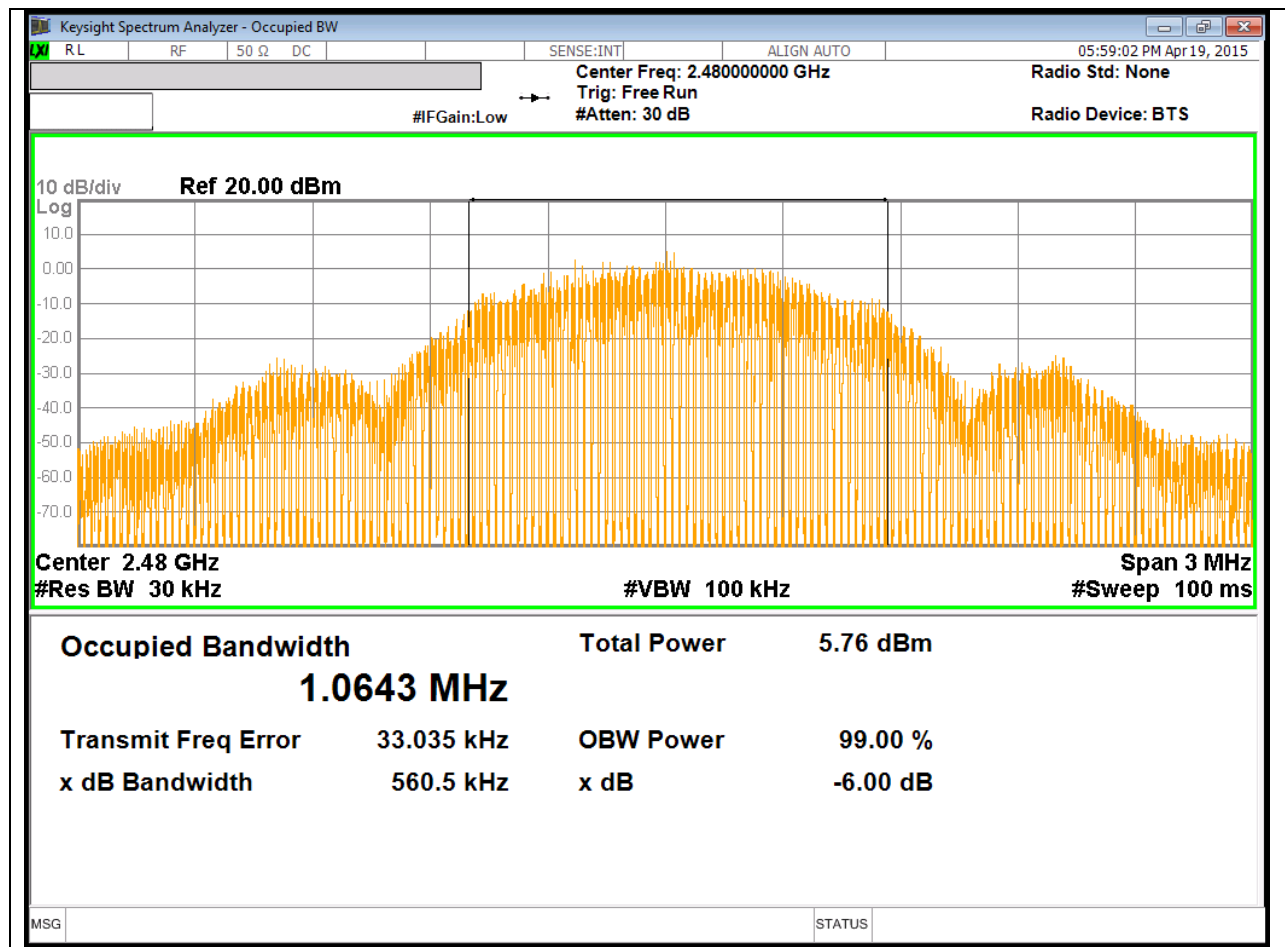 Keysight Spectrum Analyzer - Occupied BW
LXI RL RF 50 Ω DC SENSE:INT ALIGN AUTO 05:59:02 PM Apr 19, 2015
Center Freq: 2.480000000 GHz Radio Std: None
Trig: Free Run
#IFGain:Low #Atten: 30 dB Radio Device: BTS
10 dB/div Ref 20.00 dBm
Log
10.0
0.00
-10.0
-20.0
-30.0
-40.0
-50.0
-60.0
-70.0
Center 2.48 GHz Span 3 MHz
#Res BW 30 kHz #VBW 100 kHz #Sweep 100 ms
Occupied Bandwidth Total Power 5.76 dBm
1.0643 MHz
Transmit Freq Error 33.035 kHz OBW Power 99.00 %
x dB Bandwidth 560.5 kHz x dB -6.00 dB
MSG STATUS